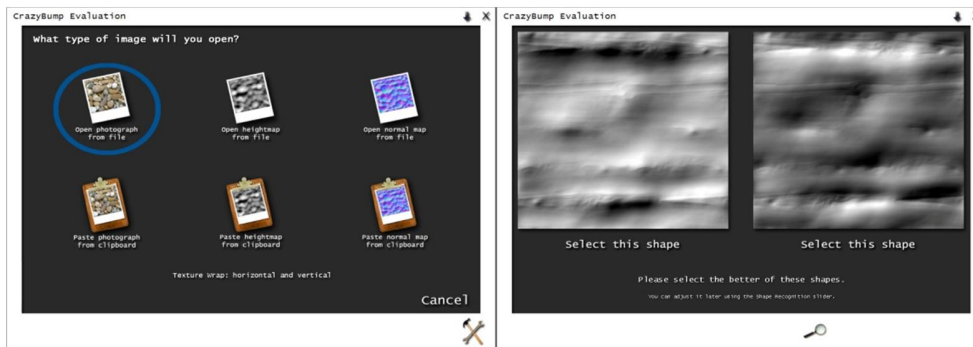 CrazyBump Evaluation
What type of image will you open?
Open photograph
from file
Open heightmap
from file
Open normal map
from file
Paste photograph
from clipboard
Paste heightmap
from clipboard
Paste normal map
from clipboard
Texture Wrap: horizontal and vertical
Cancel
CrazyBump Evaluation
Select this shape
Select this shape
Please select the better of these shapes.
You can adjust it later using the Shape Recognition slider.